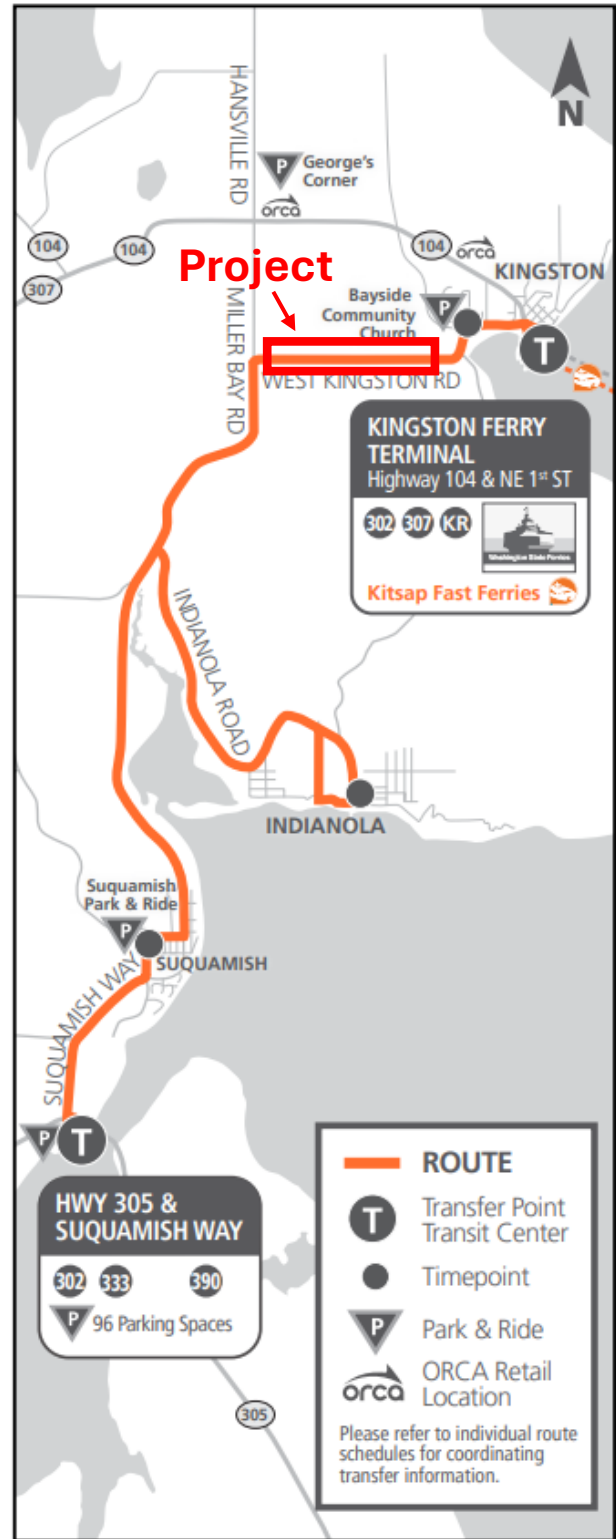 N
HANSVILLE RD
P
George's
Corner
orca
104
104
307
104
orca
KINGSTON
Project
Bayside
Community
Church
P
T
MILLER BAY RD
WEST KINGSTON RD
KINGSTON FERRY
TERMINAL
Highway 104 & NE 1st ST
302 307 KR
Washington State Ferries
Kitsap Fast Ferries
INDIANOLA ROAD
INDIANOLA
Suquamish
Park & Ride
P
SUQUAMISH
SUQUAMISH WAY
P
T
HWY 305 &
SUQUAMISH WAY
302 333 390
P 96 Parking Spaces
305
ROUTE
T
Transfer Point
Transit Center
Timepoint
P
Park & Ride
orca
ORCA Retail
Location
Please refer to individual route
schedules for coordinating
transfer information.